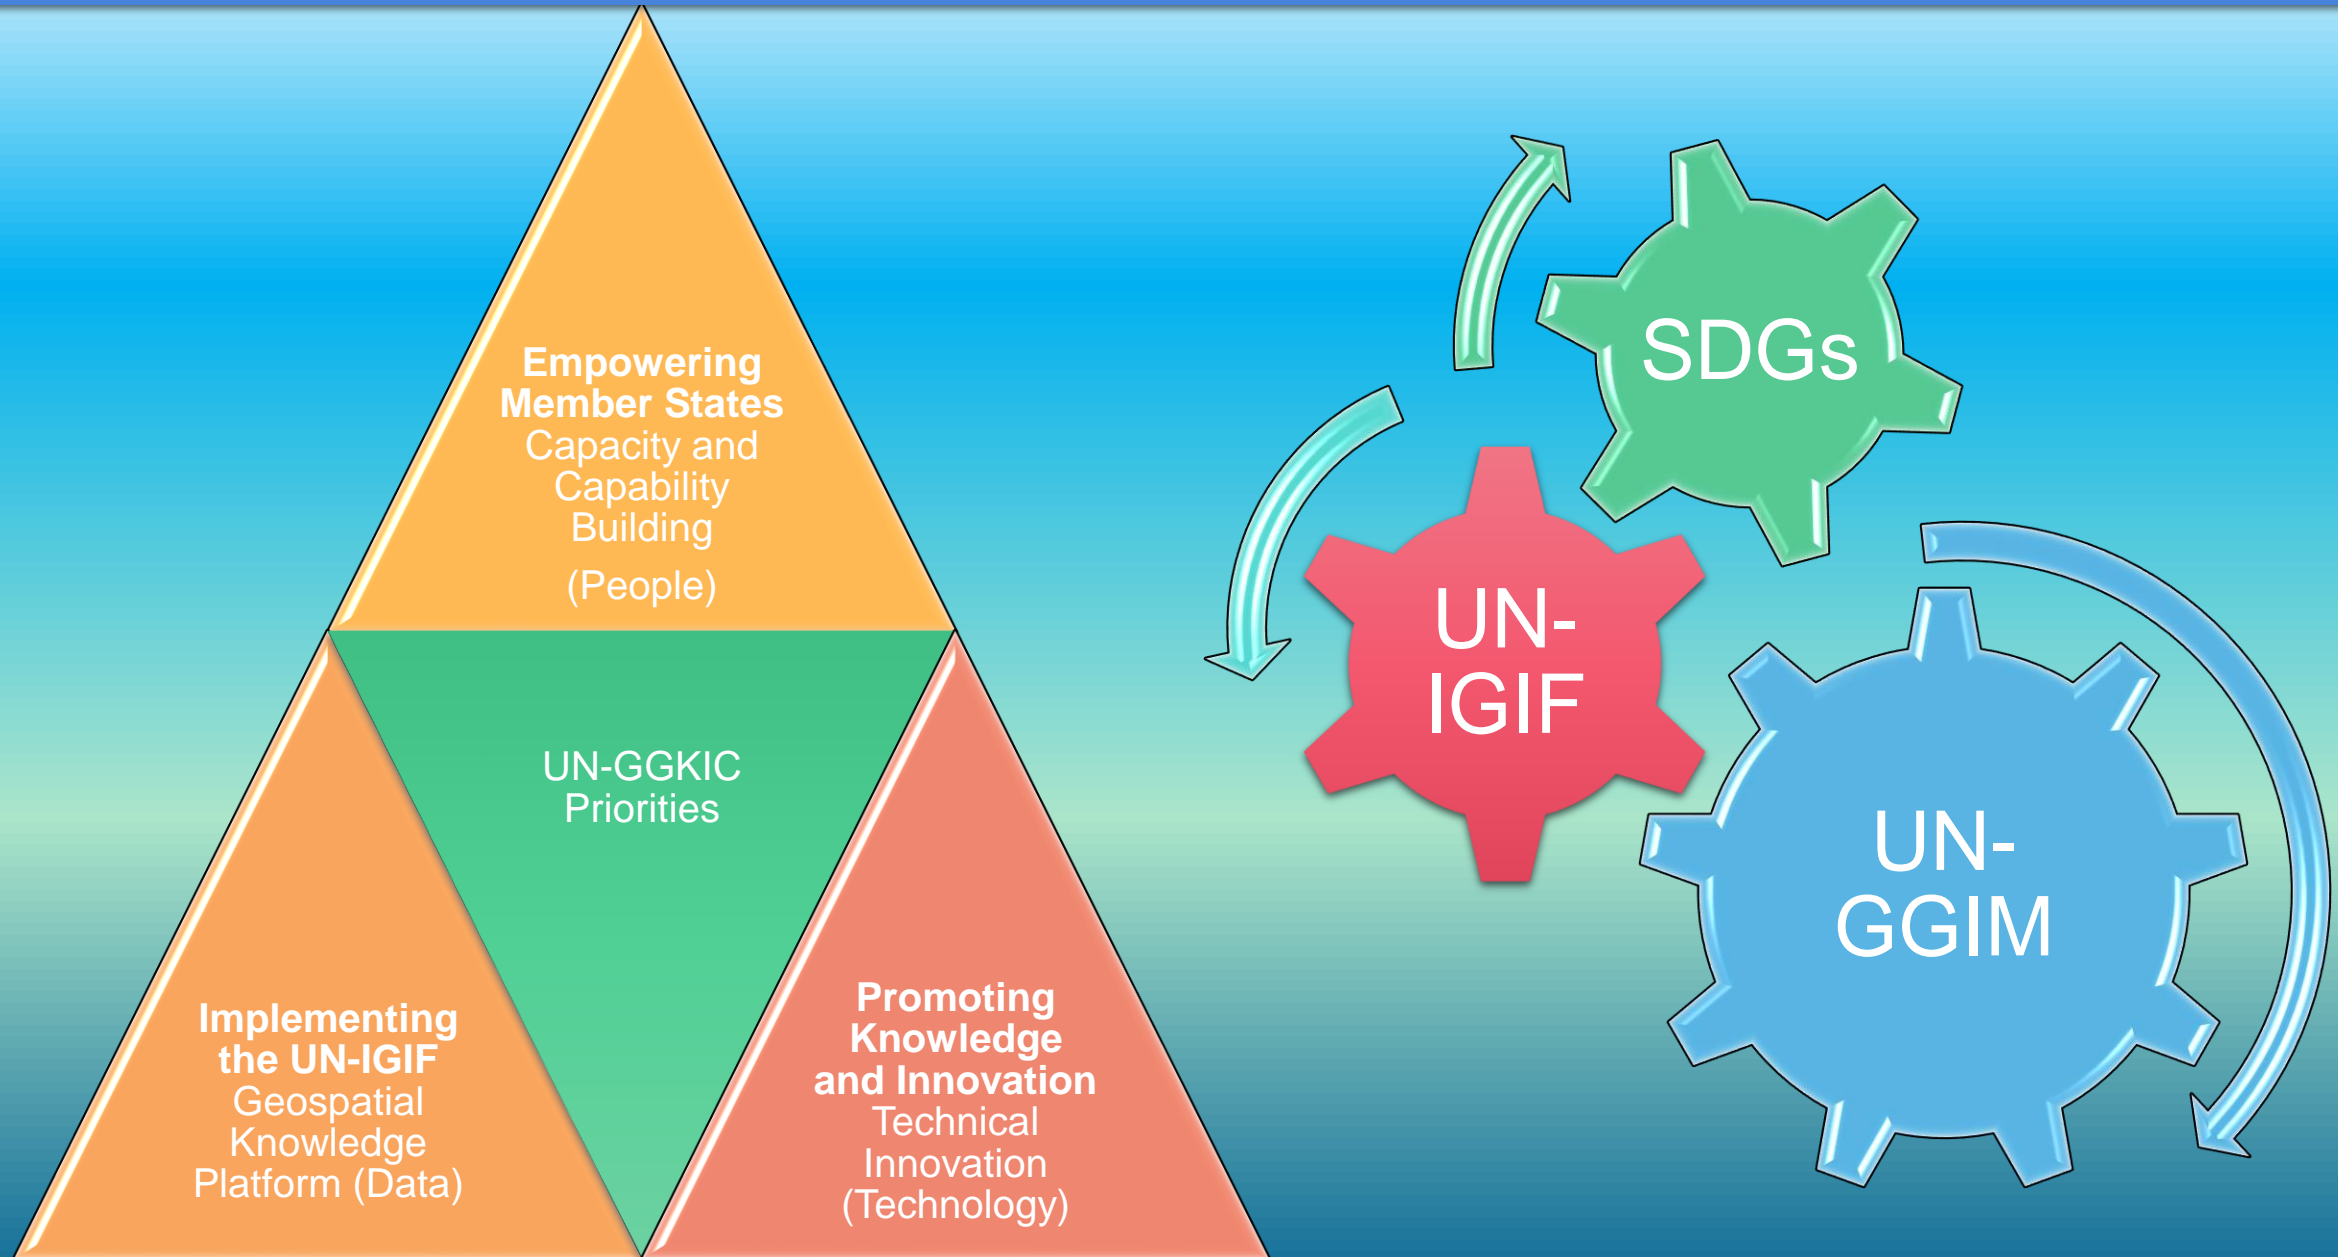 Empowering
Member States
Capacity and
Capability
Building
(People)
UN-GGKIC
Priorities
Implementing
the UN-IGIF
Geospatial
Knowledge
Platform (Data)
Promoting
Knowledge
and Innovation
Technical
Innovation
(Technology)
SDGs
UN-
IGIF
UN-
GGIM